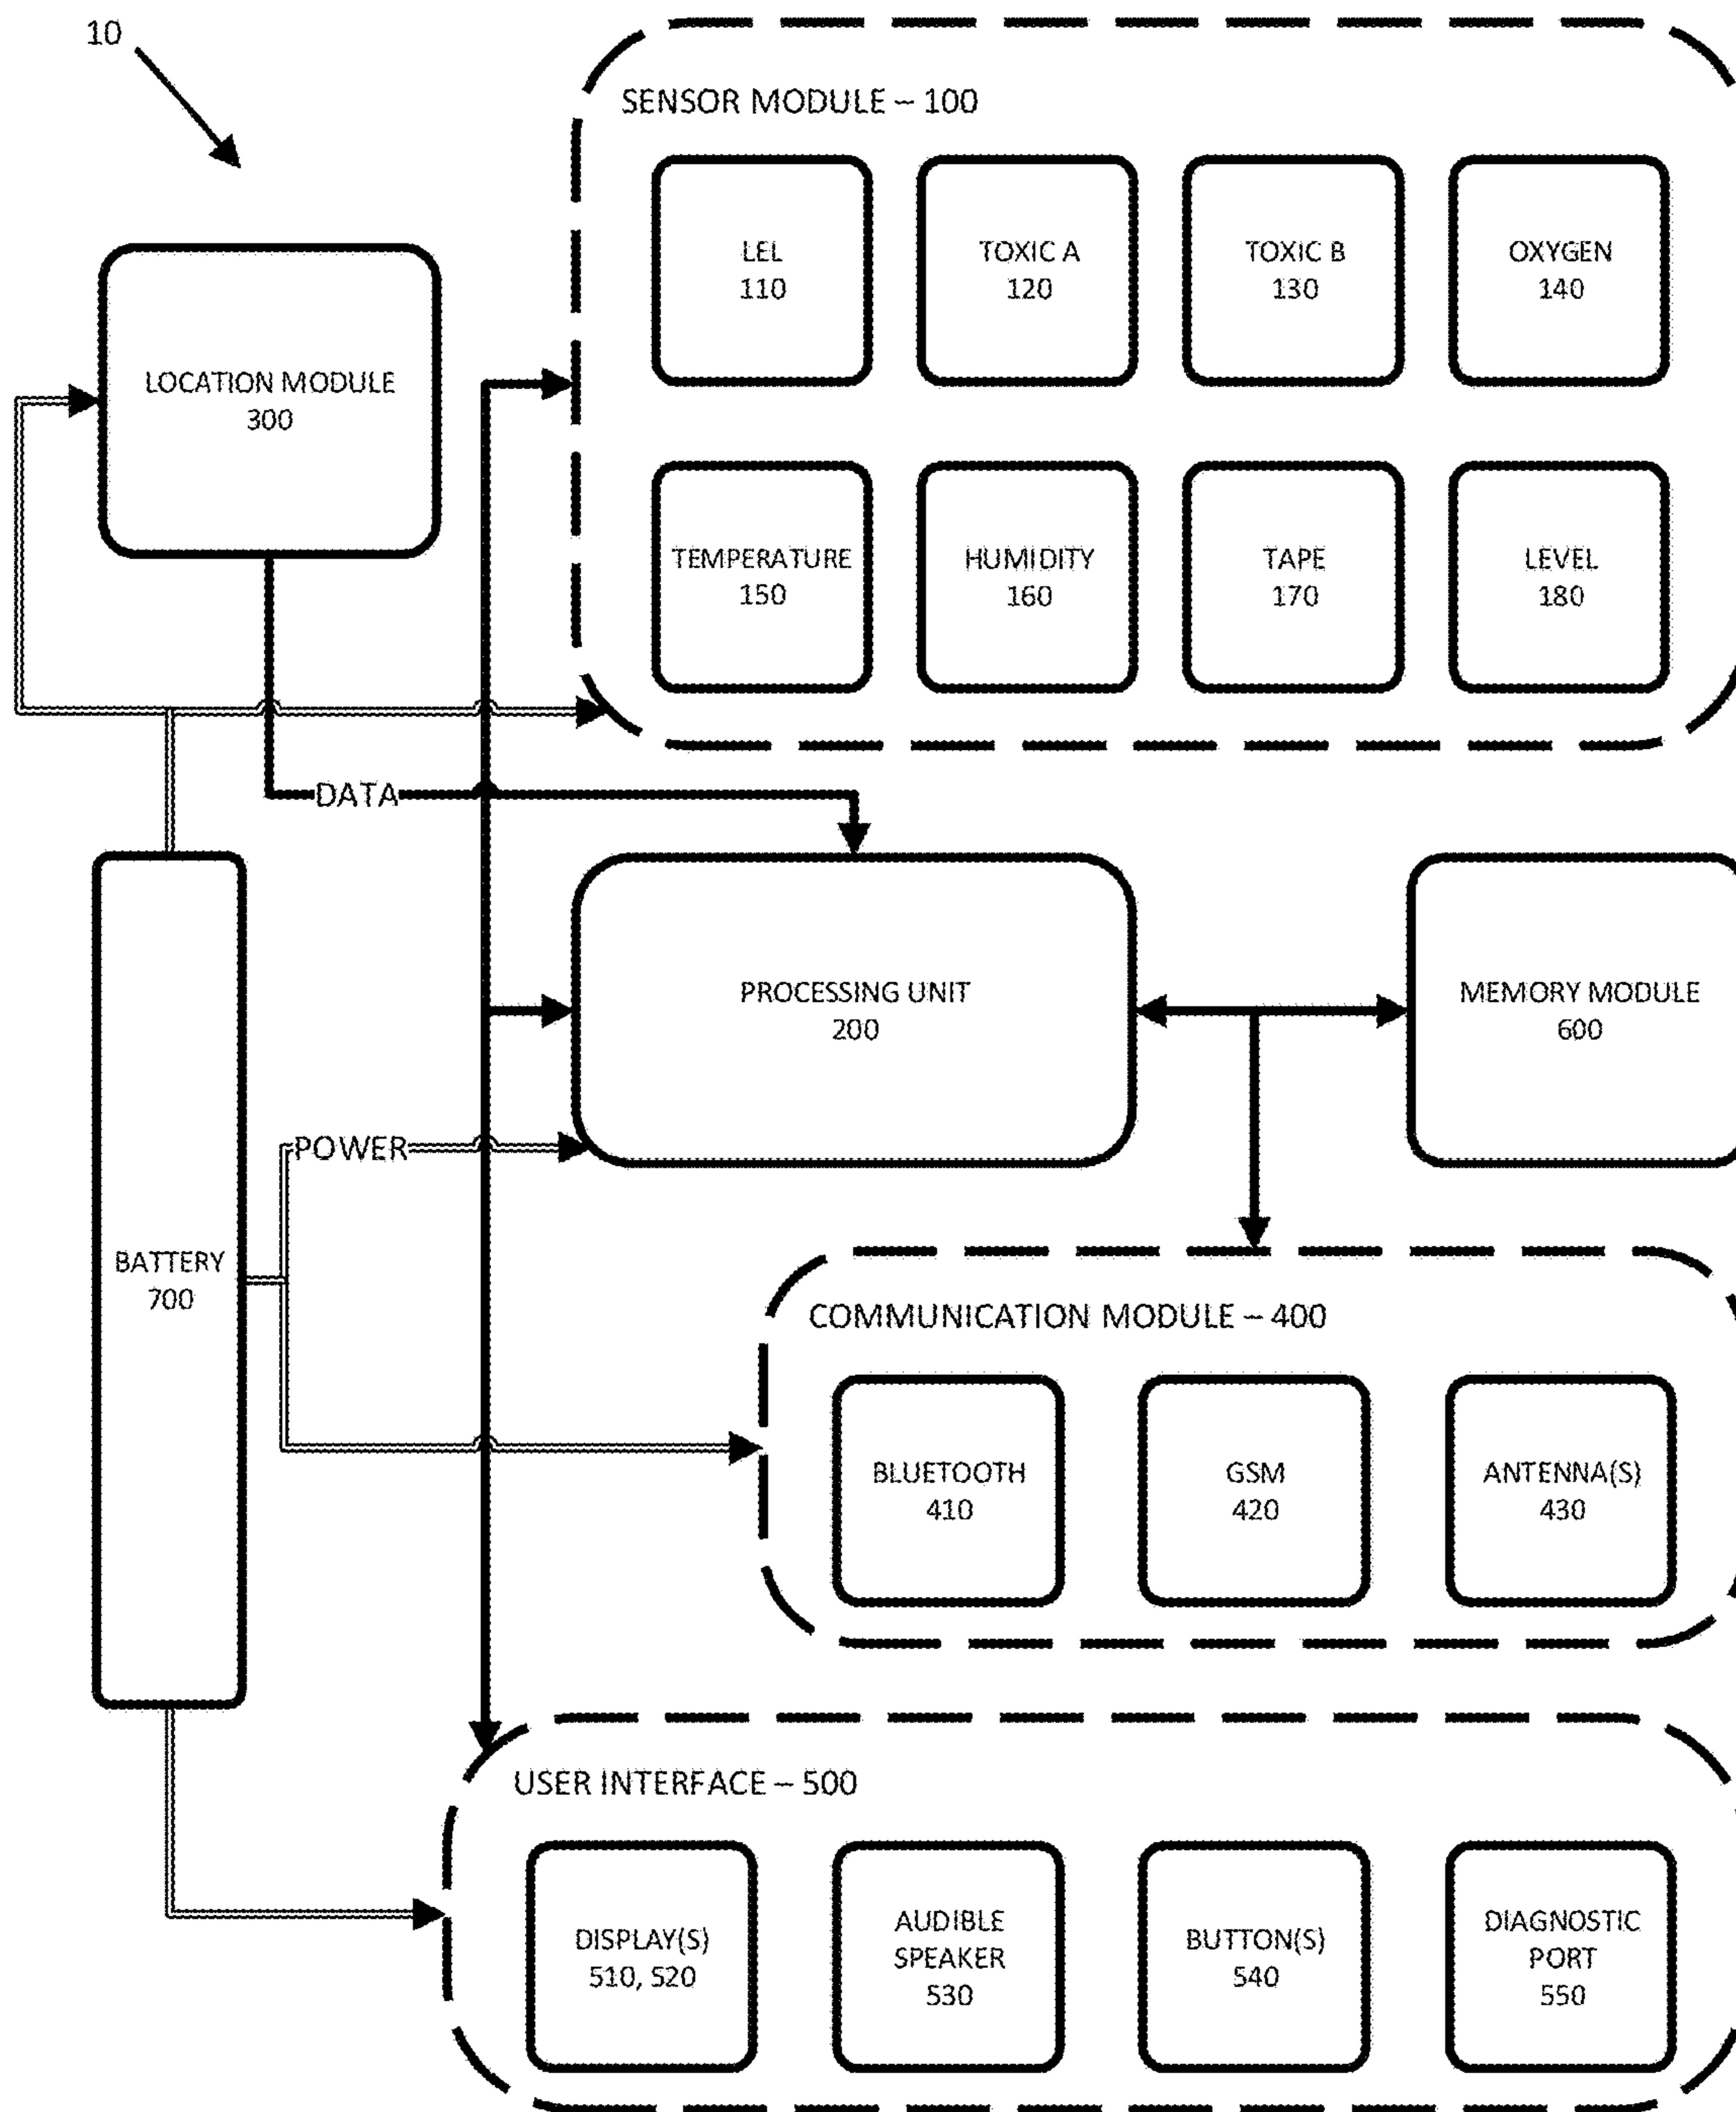 10
SENSOR MODULE – 100
LEL
110
TOXIC A
120
TOXIC B
130
OXYGEN
140
LOCATION MODULE
300
TEMPERATURE
150
HUMIDITY
160
TAPE
170
LEVEL
180
DATA
PROCESSING UNIT
200
MEMORY MODULE
600
POWER
BATTERY
700
COMMUNICATION MODULE – 400
BLUETOOTH
410
GSM
420
ANTENNA(S)
430
USER INTERFACE – 500
DISPLAY(S)
510, 520
AUDIBLE
SPEAKER
530
BUTTON(S)
540
DIAGNOSTIC
PORT
550